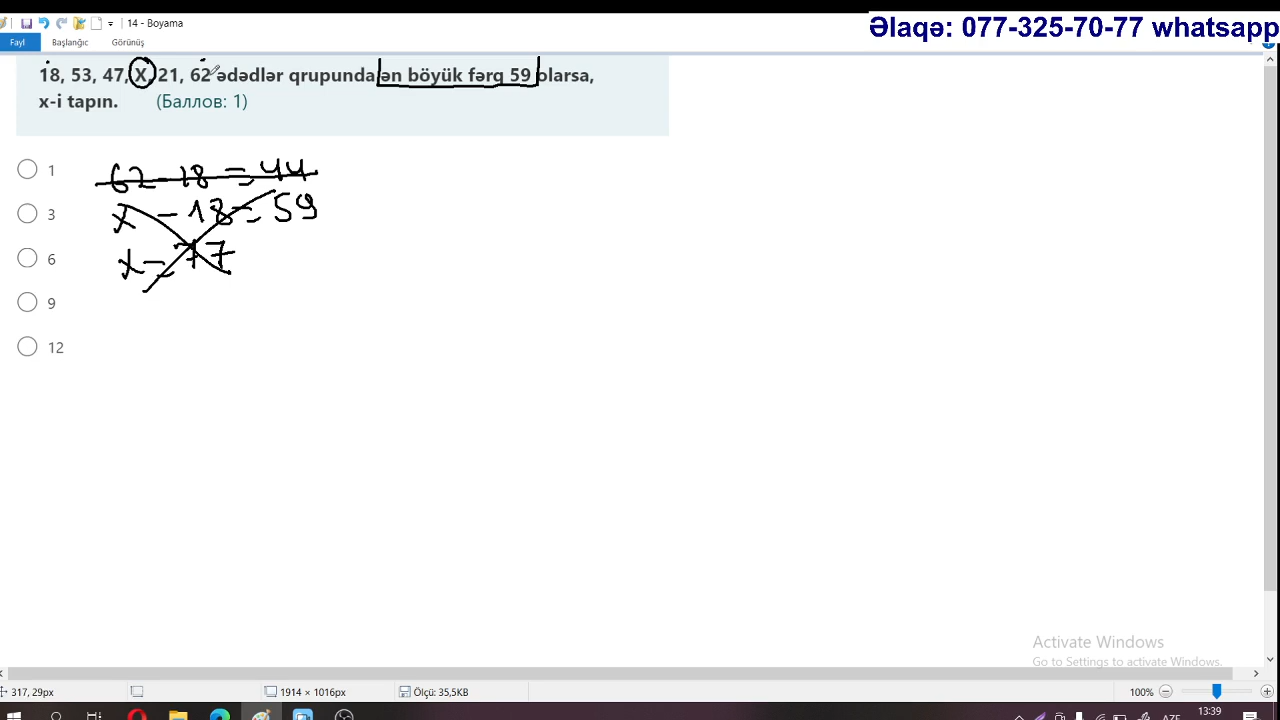 14 - Boyama
Əlaqə: 077-325-70-77 whatsapp
Fayl Başlanğıc Görünüş
18, 53, 47, X, 21, 62 ədədlər qrupunda ən böyük fərq 59 olarsa,
x-i tapın. (Баллов: 1)
1
3
6
9
12
62 - 18 = 44
x - 18 = 59
x = 77
Activate Windows
Go to Settings to activate Windows.
317, 29px 1914 × 1016px Ölçü: 35,5KB 100%
AZE 13:39